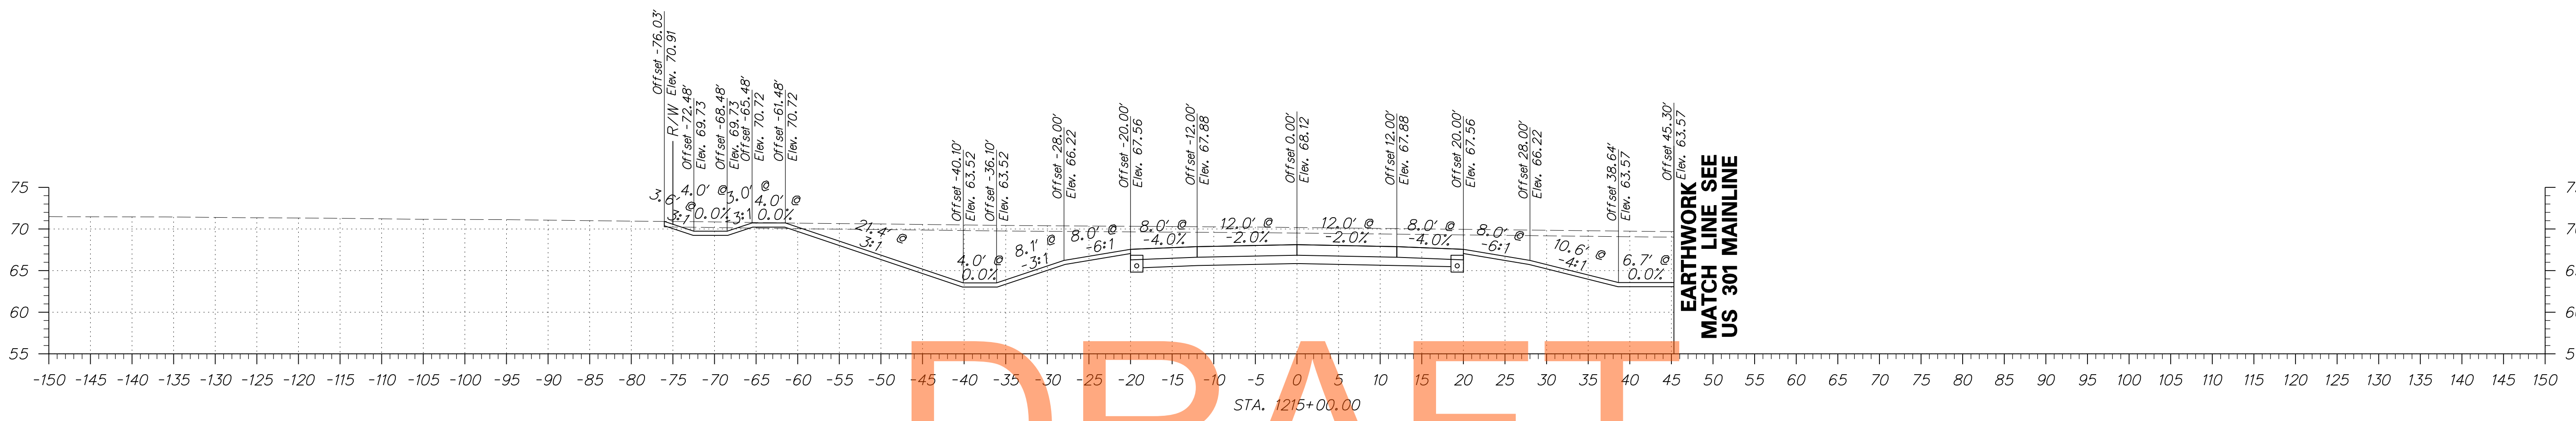 Offset -76.03'
R/W Elev. 70.91
Offset -72.48'
Elev. 69.73
Offset -68.48'
Elev. 69.73
Offset -65.48'
Elev. 70.72
Offset -61.48'
Elev. 70.72
Offset -40.10'
Elev. 63.52
Offset -36.10'
Elev. 63.52
Offset -28.00'
Elev. 66.22
Offset -20.00'
Elev. 67.56
Offset -12.00'
Elev. 67.88
Offset 0.00'
Elev. 68.12
Offset 12.00'
Elev. 67.88
Offset 20.00'
Elev. 67.56
Offset 28.00'
Elev. 66.22
Offset 38.64'
Elev. 63.57
Offset 45.30'
Elev. 63.57
3.6' @
3:1
4.0' @
0.0%
3.0' @
-3:1
4.0' @
0.0%
21.4' @
3:1
4.0' @
0.0%
8.1' @
-3:1
8.0' @
-6:1
8.0' @
-4.0%
12.0' @
-2.0%
12.0' @
-2.0%
8.0' @
-4.0%
8.0' @
-6:1
10.6' @
-4:1
6.7' @
0.0%
EARTHWORK
MATCH LINE SEE
US 301 MAINLINE
75
70
65
60
55
-150 -145 -140 -135 -130 -125 -120 -115 -110 -105 -100 -95 -90 -85 -80 -75 -70 -65 -60 -55 -50 -45 -40 -35 -30 -25 -20 -15 -10 -5 0 5 10 15 20 25 30 35 40 45 50 55 60 65 70 75 80 85 90 95 100 105 110 115 120 125 130 135 140 145 150
STA. 1215+00.00
DRAFT